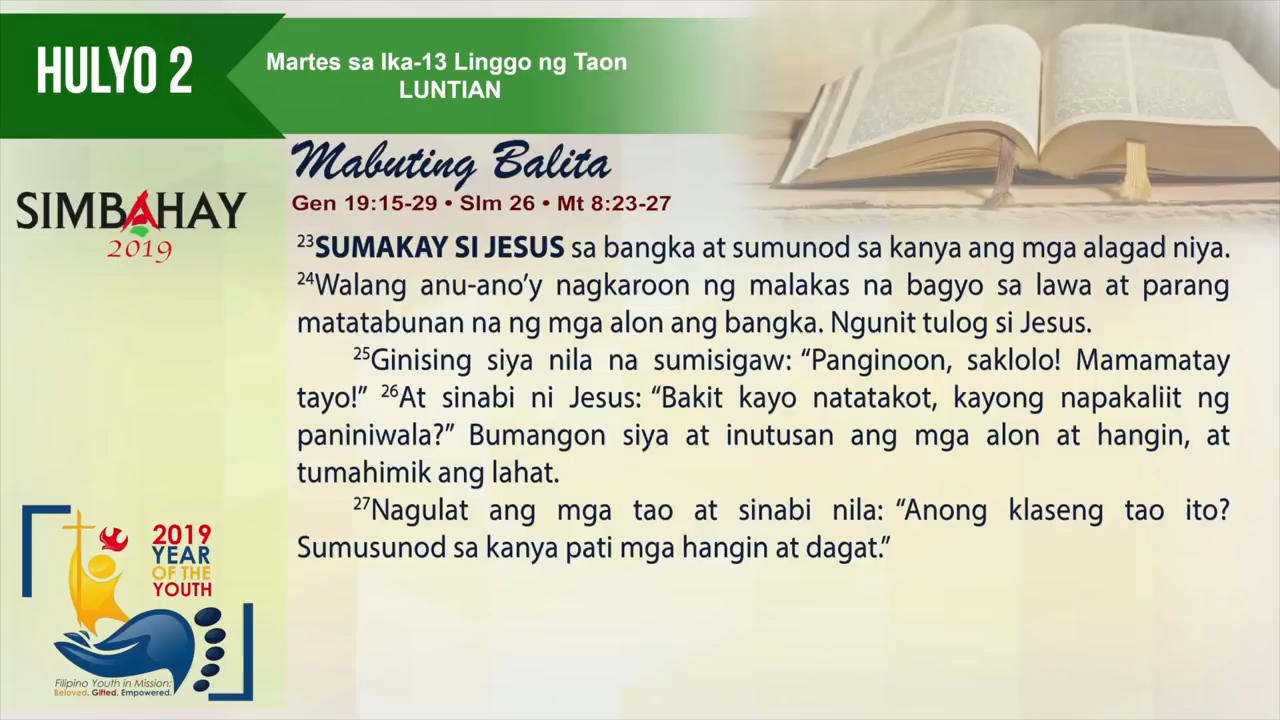 HULYO 2
Martes sa Ika-13 Linggo ng Taon
LUNTIAN
Mabuting Balita
Gen 19:15-29 • Slm 26 • Mt 8:23-27
SIMBAHAY
2019
²³SUMAKAY SI JESUS sa bangka at sumunod sa kanya ang mga alagad niya.
²⁴Walang anu-ano’y nagkaroon ng malakas na bagyo sa lawa at parang
matatabunan na ng mga alon ang bangka. Ngunit tulog si Jesus.
²⁵Ginising siya nila na sumisigaw: “Panginoon, saklolo! Mamamatay
tayo!” ²⁶At sinabi ni Jesus: “Bakit kayo natatakot, kayong napakaliit ng
paniniwala?” Bumangon siya at inutusan ang mga alon at hangin, at
tumahimik ang lahat.
²⁷Nagulat ang mga tao at sinabi nila: “Anong klaseng tao ito?
Sumusunod sa kanya pati mga hangin at dagat.”
2019
YEAR
OF THE
YOUTH
Filipino Youth in Mission:
Beloved. Gifted. Empowered.